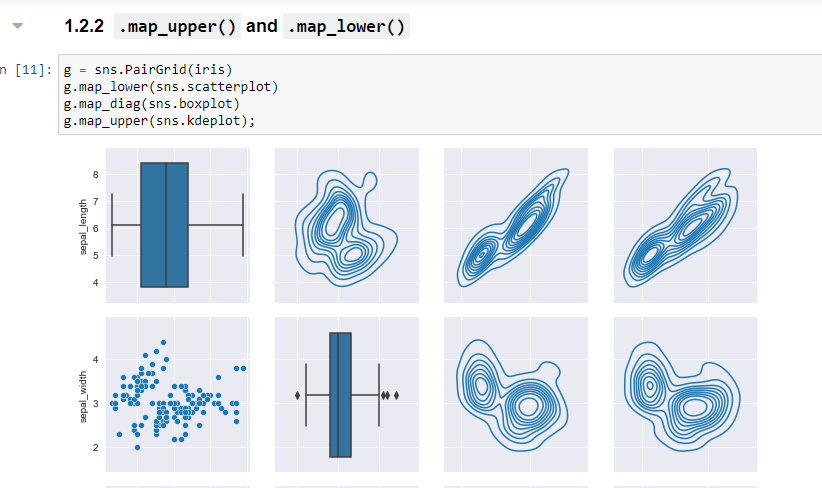 1.2.2 .map_upper() and .map_lower()
n [11]: g = sns.PairGrid(iris)
g.map_lower(sns.scatterplot)
g.map_diag(sns.boxplot)
g.map_upper(sns.kdeplot);
8
7
6
5
4
sepal_length
4
3
2
sepal_width